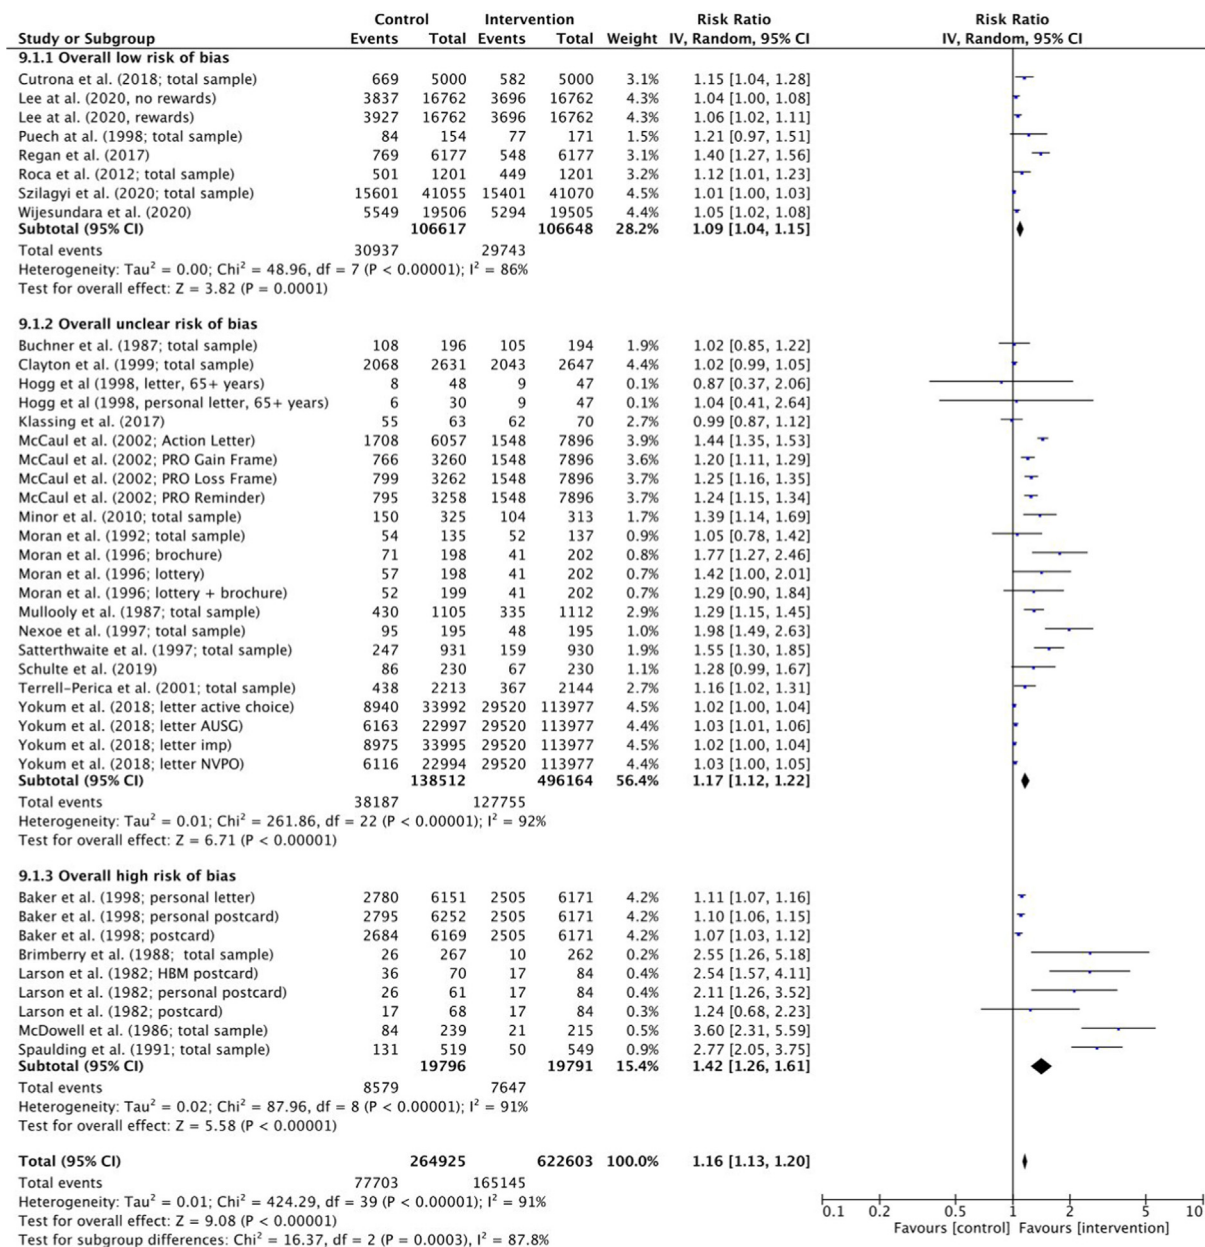 Control Intervention Risk Ratio Risk Ratio
Study or Subgroup Events Total Events Total Weight IV, Random, 95% CI IV, Random, 95% CI
9.1.1 Overall low risk of bias
Cutrona et al. (2018; total sample) 669 5000 582 5000 3.1% 1.15 [1.04, 1.28]
Lee at al. (2020, no rewards) 3837 16762 3696 16762 4.3% 1.04 [1.00, 1.08]
Lee at al. (2020, rewards) 3927 16762 3696 16762 4.3% 1.06 [1.02, 1.11]
Puech at al. (1998; total sample) 84 154 77 171 1.5% 1.21 [0.97, 1.51]
Regan et al. (2017) 769 6177 548 6177 3.1% 1.40 [1.27, 1.56]
Roca et al. (2012; total sample) 501 1201 449 1201 3.2% 1.12 [1.01, 1.23]
Szilagyi et al. (2020; total sample) 15601 41055 15401 41070 4.5% 1.01 [1.00, 1.03]
Wijesundara et al. (2020) 5549 19506 5294 19505 4.4% 1.05 [1.02, 1.08]
Subtotal (95% CI) 106617 106648 28.2% 1.09 [1.04, 1.15]
Total events 30937 29743
Heterogeneity: Tau² = 0.00; Chi² = 48.96, df = 7 (P < 0.00001); I² = 86%
Test for overall effect: Z = 3.82 (P = 0.0001)
9.1.2 Overall unclear risk of bias
Buchner et al. (1987; total sample) 108 196 105 194 1.9% 1.02 [0.85, 1.22]
Clayton et al. (1999; total sample) 2068 2631 2043 2647 4.4% 1.02 [0.99, 1.05]
Hogg et al (1998, letter, 65+ years) 8 48 9 47 0.1% 0.87 [0.37, 2.06]
Hogg et al (1998, personal letter, 65+ years) 6 30 9 47 0.1% 1.04 [0.41, 2.64]
Klassing et al. (2017) 55 63 62 70 2.7% 0.99 [0.87, 1.12]
McCaul et al. (2002; Action Letter) 1708 6057 1548 7896 3.9% 1.44 [1.35, 1.53]
McCaul et al. (2002; PRO Gain Frame) 766 3260 1548 7896 3.6% 1.20 [1.11, 1.29]
McCaul et al. (2002; PRO Loss Frame) 799 3262 1548 7896 3.7% 1.25 [1.16, 1.35]
McCaul et al. (2002; PRO Reminder) 795 3258 1548 7896 3.7% 1.24 [1.15, 1.34]
Minor et al. (2010; total sample) 150 325 104 313 1.7% 1.39 [1.14, 1.69]
Moran et al. (1992; total sample) 54 135 52 137 0.9% 1.05 [0.78, 1.42]
Moran et al. (1996; brochure) 71 198 41 202 0.8% 1.77 [1.27, 2.46]
Moran et al. (1996; lottery) 57 198 41 202 0.7% 1.42 [1.00, 2.01]
Moran et al. (1996; lottery + brochure) 52 199 41 202 0.7% 1.29 [0.90, 1.84]
Mullooly et al. (1987; total sample) 430 1105 335 1112 2.9% 1.29 [1.15, 1.45]
Nexoe et al. (1997; total sample) 95 195 48 195 1.0% 1.98 [1.49, 2.63]
Satterthwaite et al. (1997; total sample) 247 931 159 930 1.9% 1.55 [1.30, 1.85]
Schulte et al. (2019) 86 230 67 230 1.1% 1.28 [0.99, 1.67]
Terrell-Perica et al. (2001; total sample) 438 2213 367 2144 2.7% 1.16 [1.02, 1.31]
Yokum et al. (2018; letter active choice) 8940 33992 29520 113977 4.5% 1.02 [1.00, 1.04]
Yokum et al. (2018; letter AUSG) 6163 22997 29520 113977 4.4% 1.03 [1.01, 1.06]
Yokum et al. (2018; letter imp) 8975 33995 29520 113977 4.5% 1.02 [1.00, 1.04]
Yokum et al. (2018; letter NVPO) 6116 22994 29520 113977 4.4% 1.03 [1.00, 1.05]
Subtotal (95% CI) 138512 496164 56.4% 1.17 [1.12, 1.22]
Total events 38187 127755
Heterogeneity: Tau² = 0.01; Chi² = 261.86, df = 22 (P < 0.00001); I² = 92%
Test for overall effect: Z = 6.71 (P < 0.00001)
9.1.3 Overall high risk of bias
Baker et al. (1998; personal letter) 2780 6151 2505 6171 4.2% 1.11 [1.07, 1.16]
Baker et al. (1998; personal postcard) 2795 6252 2505 6171 4.2% 1.10 [1.06, 1.15]
Baker et al. (1998; postcard) 2684 6169 2505 6171 4.2% 1.07 [1.03, 1.12]
Brimberry et al. (1988; total sample) 26 267 10 262 0.2% 2.55 [1.26, 5.18]
Larson et al. (1982; HBM postcard) 36 70 17 84 0.4% 2.54 [1.57, 4.11]
Larson et al. (1982; personal postcard) 26 61 17 84 0.4% 2.11 [1.26, 3.52]
Larson et al. (1982; postcard) 17 68 17 84 0.3% 1.24 [0.68, 2.23]
McDowell et al. (1986; total sample) 84 239 21 215 0.5% 3.60 [2.31, 5.59]
Spaulding et al. (1991; total sample) 131 519 50 549 0.9% 2.77 [2.05, 3.75]
Subtotal (95% CI) 19796 19791 15.4% 1.42 [1.26, 1.61]
Total events 8579 7647
Heterogeneity: Tau² = 0.02; Chi² = 87.96, df = 8 (P < 0.00001); I² = 91%
Test for overall effect: Z = 5.58 (P < 0.00001)
Total (95% CI) 264925 622603 100.0% 1.16 [1.13, 1.20]
Total events 77703 165145
Heterogeneity: Tau² = 0.01; Chi² = 424.29, df = 39 (P < 0.00001); I² = 91%
Test for overall effect: Z = 9.08 (P < 0.00001)
Test for subgroup differences: Chi² = 16.37, df = 2 (P = 0.0003), I² = 87.8%
0.1 0.2 0.5 1 2 5 10
Favours [control] Favours [intervention]